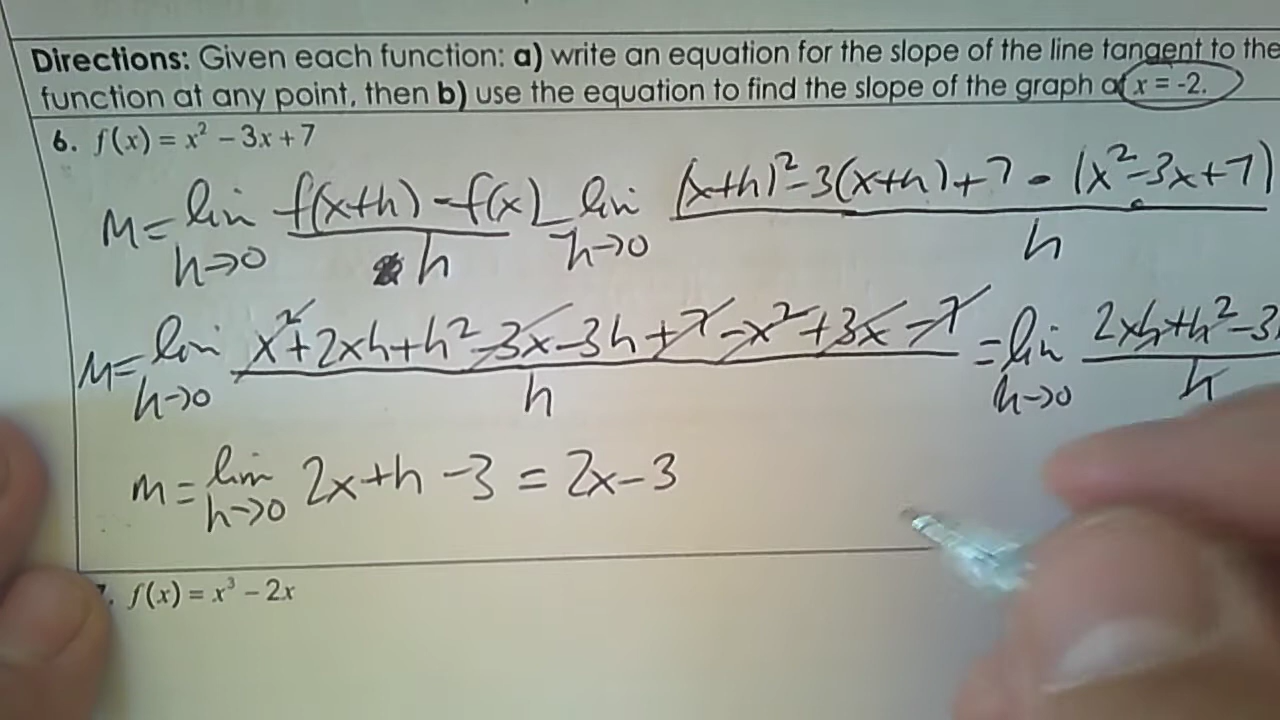 Directions: Given each function: a) write an equation for the slope of the line tangent to the
function at any point, then b) use the equation to find the slope of the graph at x = -2.
6. f(x) = x² − 3x + 7
M = lim h→0 f(x+h) − f(x) / h = lim h→0 (x+h)² − 3(x+h) + 7 − (x² − 3x + 7) / h
M = lim h→0 x² + 2xh + h² − 3x − 3h + 7 − x² + 3x − 7 / h = lim h→0 2xh + h² − 3 / h
m = lim h→0 2x + h − 3 = 2x − 3
f(x) = x³ − 2x